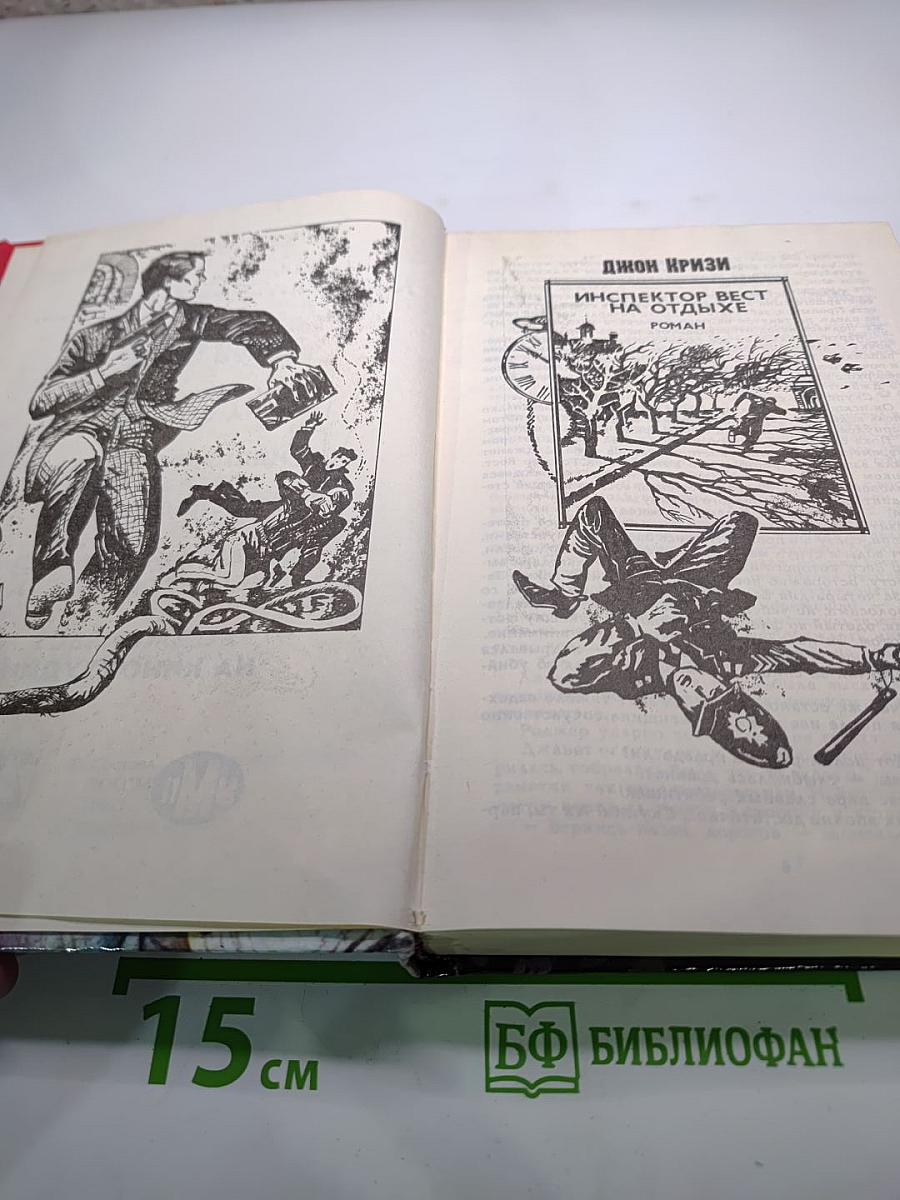 ДЖОН КРИЗИ
ИНСПЕКТОР ВЕСТ
НА ОТДЫХЕ
РОМАН
15 см
БФ БИБЛИОФАН